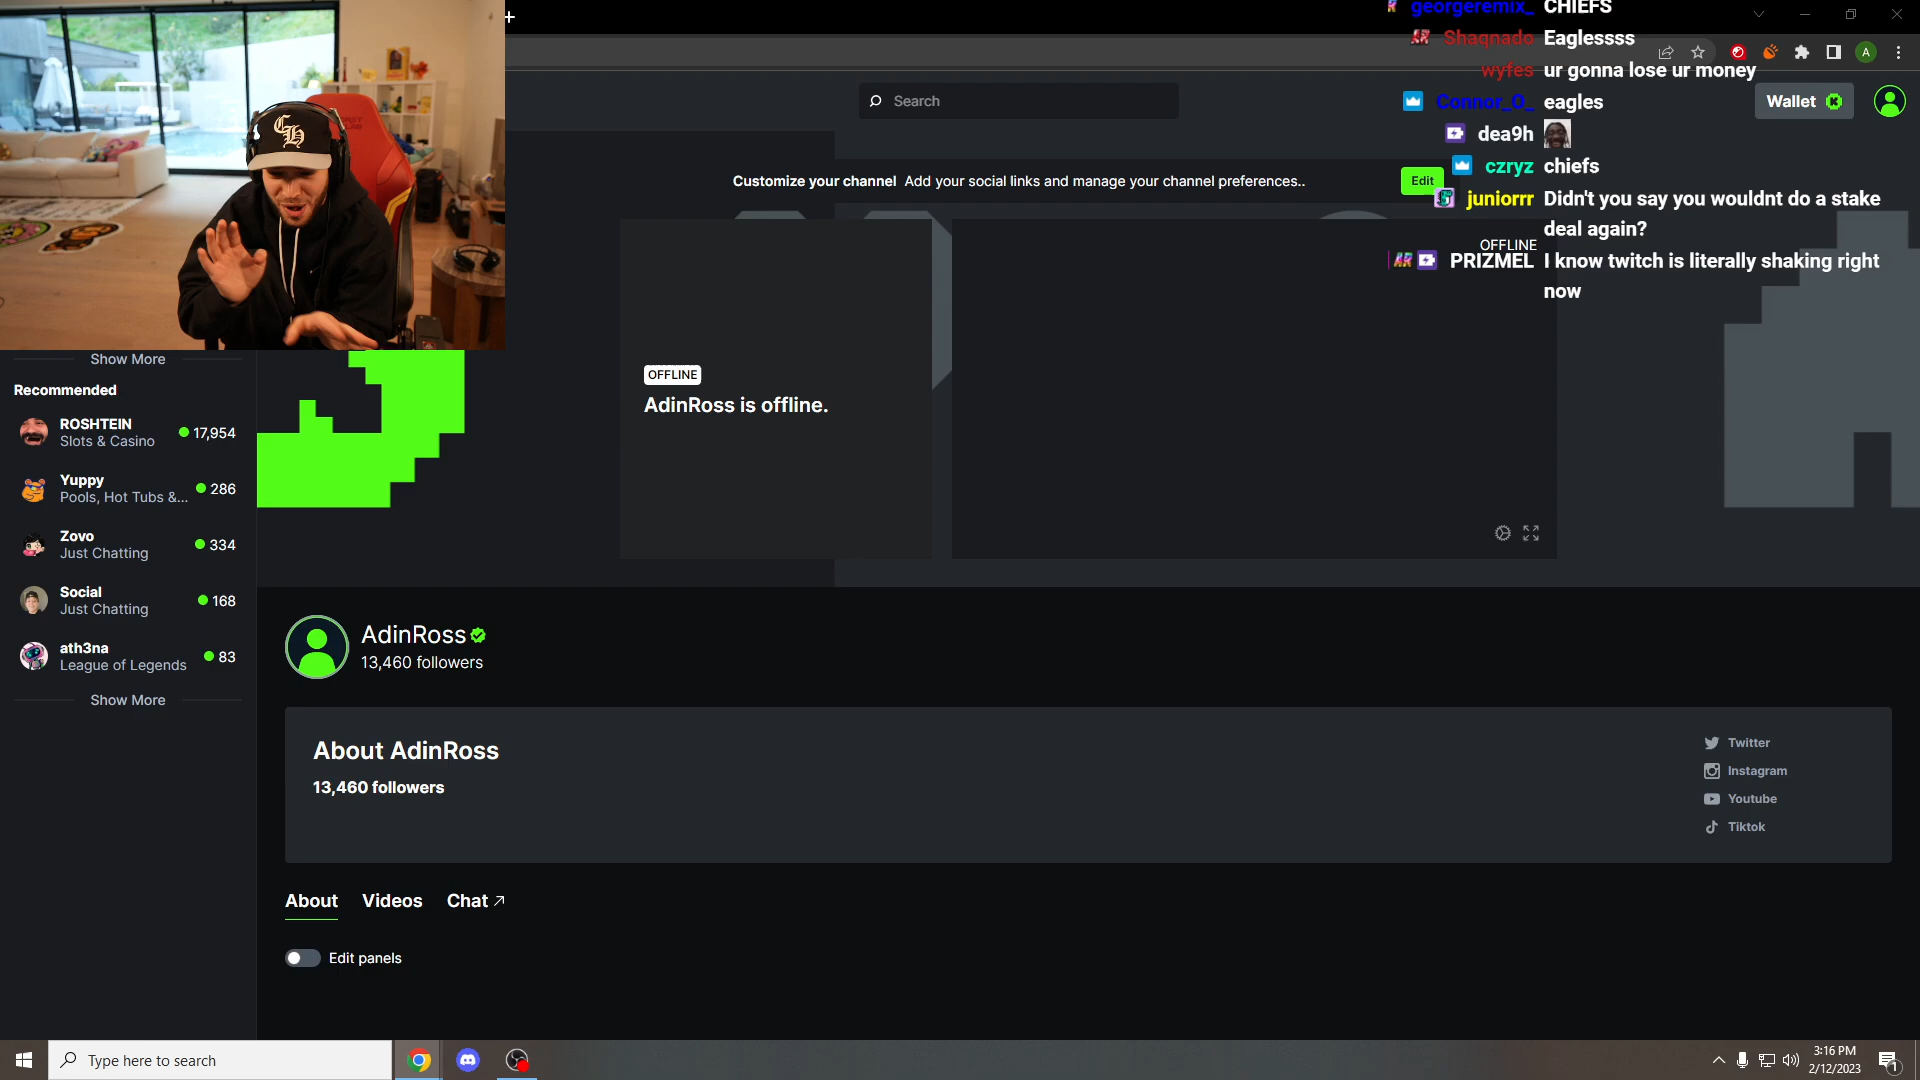 georgeremix_ CHIEFS
Shaqnado Eaglessss
wyfes ur gonna lose ur money
Search
Connor_O_ eagles
Wallet
dea9h
czryz chiefs
Customize your channel Add your social links and manage your channel preferences..
Edit
juniorrr Didn't you say you wouldnt do a stake
deal again?
OFFLINE
PRIZMEL I know twitch is literally shaking right
now
CH
A
Show More
Recommended
ROSHTEIN
Slots & Casino
17,954
Yuppy
Pools, Hot Tubs &...
286
Zovo
Just Chatting
334
Social
Just Chatting
168
ath3na
League of Legends
83
Show More
OFFLINE
AdinRoss is offline.
AdinRoss
13,460 followers
About AdinRoss
13,460 followers
Twitter
Instagram
Youtube
Tiktok
About
Videos
Chat
Edit panels
Type here to search
3:16 PM
2/12/2023
1